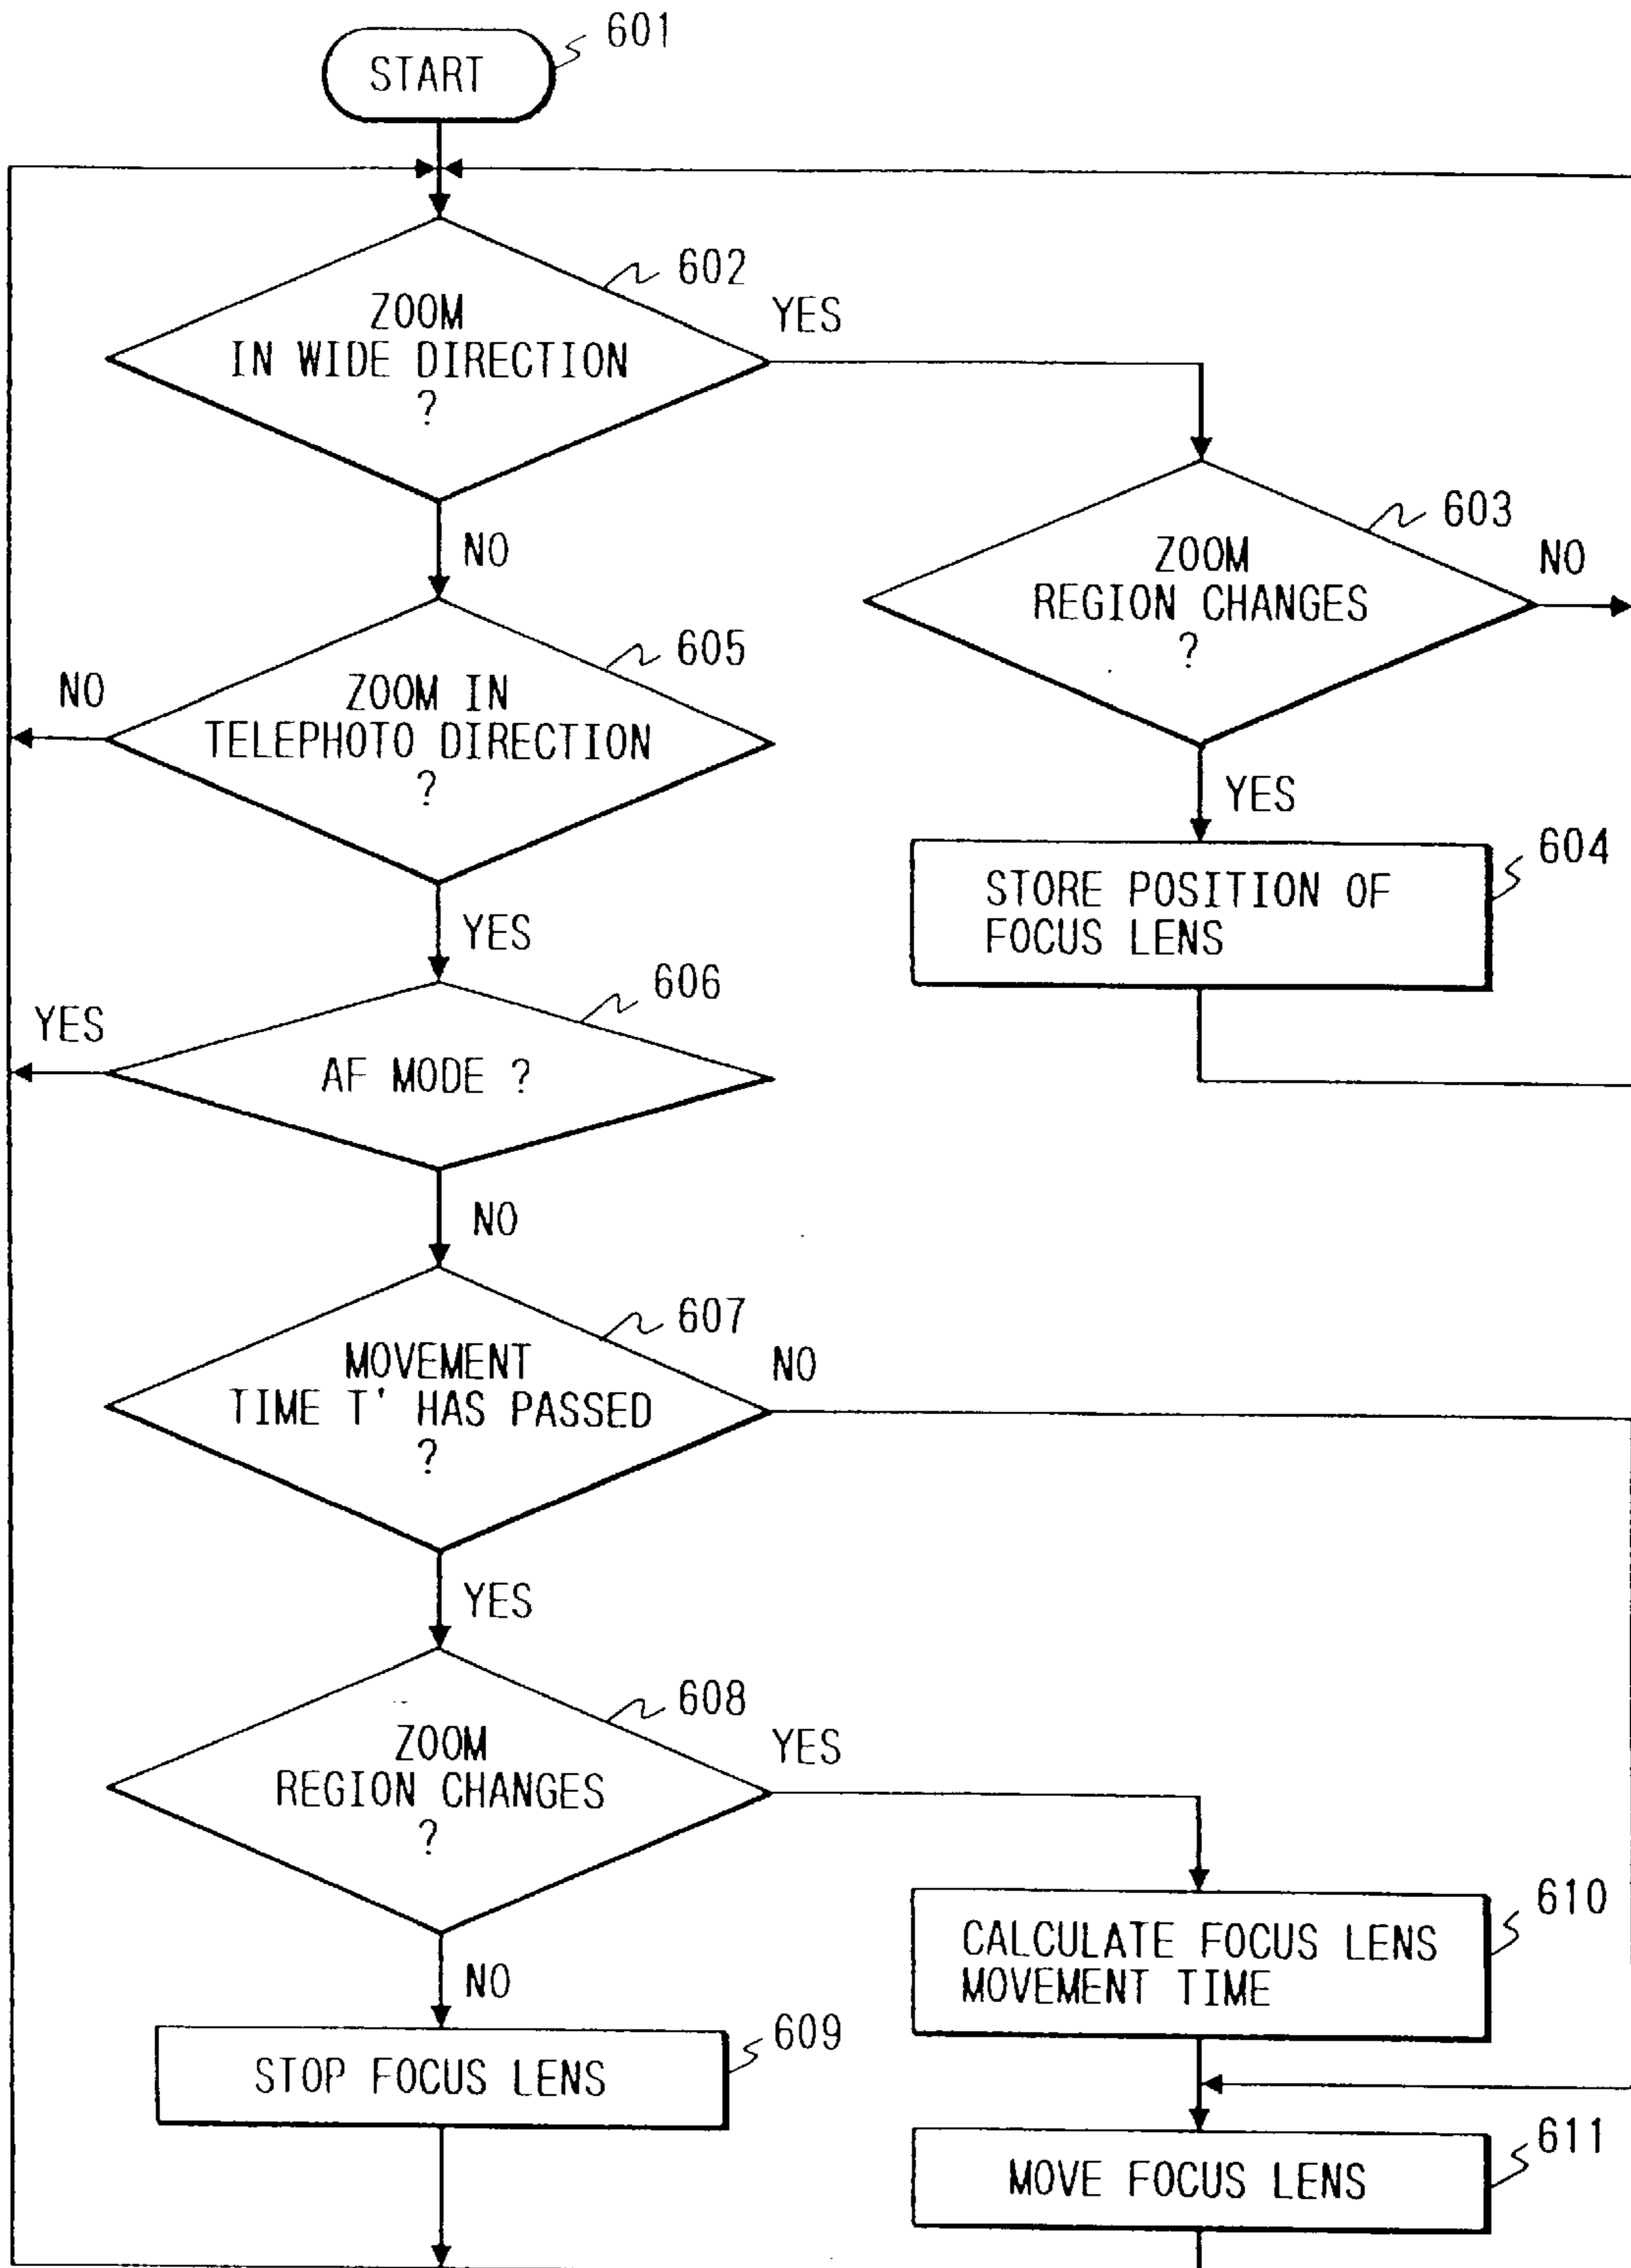 START
601
ZOOM
IN WIDE DIRECTION
?
602
YES
NO
ZOOM
REGION CHANGES
?
603
NO
YES
STORE POSITION OF
FOCUS LENS
604
ZOOM IN
TELEPHOTO DIRECTION
?
605
NO
YES
AF MODE ?
606
YES
NO
MOVEMENT
TIME T' HAS PASSED
?
607
NO
YES
ZOOM
REGION CHANGES
?
608
YES
NO
STOP FOCUS LENS
609
CALCULATE FOCUS LENS
MOVEMENT TIME
610
MOVE FOCUS LENS
611